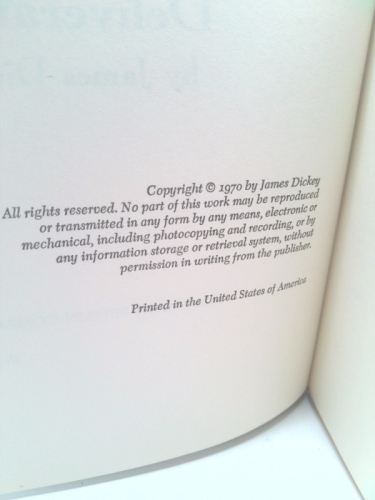 Copyright © 1970 by James Dickey
All rights reserved. No part of this work may be reproduced
or transmitted in any form by any means, electronic or
mechanical, including photocopying and recording, or by
any information storage or retrieval system, without
permission in writing from the publisher.
Printed in the United States of America